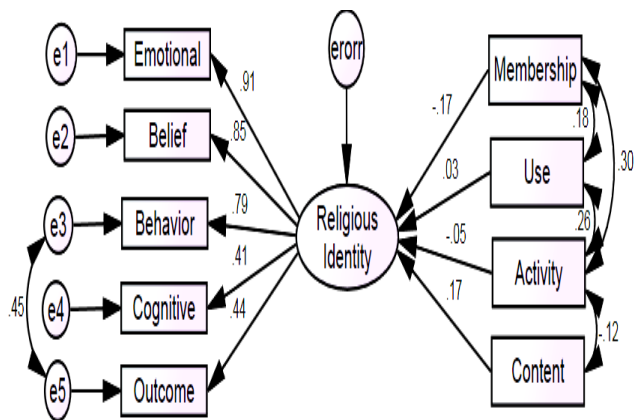 e1
Emotional
erorr
Membership
.91
-.17
.18
e2
Belief
.85
.30
Use
.03
e3
Behavior
.79
Religious
Identity
.26
-.05
Activity
.45
e4
Cognitive
.41
.17
-.12
.44
Content
e5
Outcome